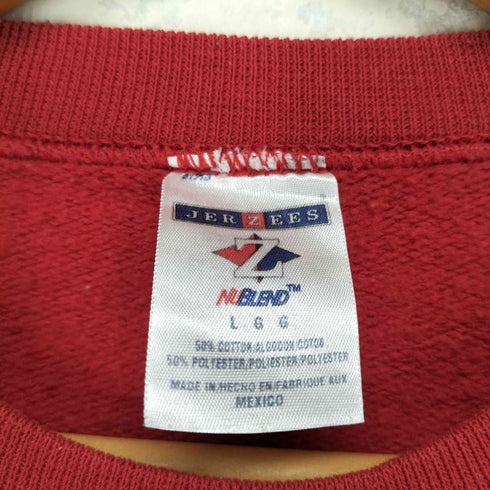 JERZEES
Z
NUBLEND™
L G G
50% COTTON/ALGODON/COTON
50% POLYESTER/POLIESTER/POLYESTER
MADE IN/HECHO EN/FABRIQUE AUX
MEXICO